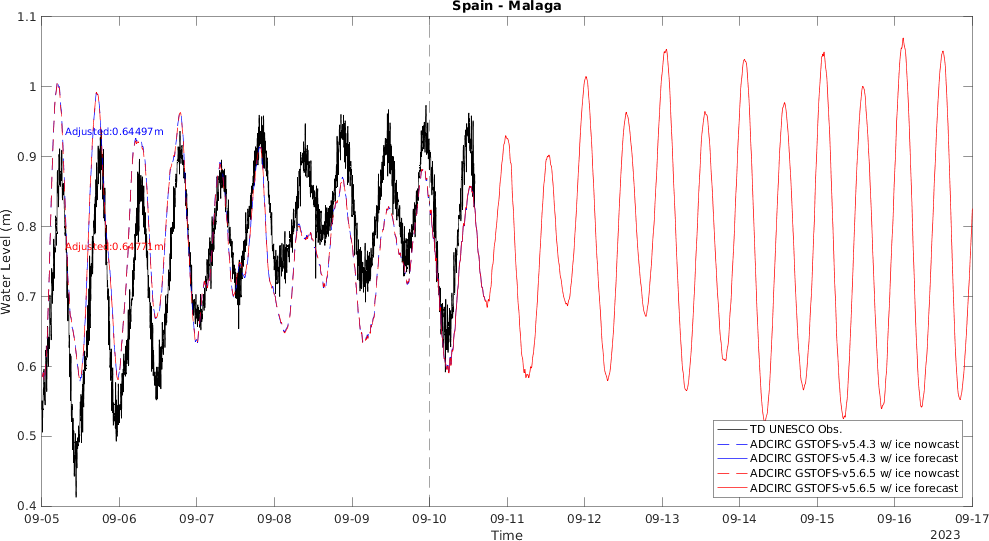 Spain - Malaga
1.1
1
0.9
0.8
0.7
0.6
0.5
0.4
Water Level (m)
Adjusted:0.64497m
Adjusted:0.64771m
TD UNESCO Obs.
ADCIRC GSTOFS-v5.4.3 w/ ice nowcast
ADCIRC GSTOFS-v5.4.3 w/ ice forecast
ADCIRC GSTOFS-v5.6.5 w/ ice nowcast
ADCIRC GSTOFS-v5.6.5 w/ ice forecast
09-05 09-06 09-07 09-08 09-09 09-10 09-11 09-12 09-13 09-14 09-15 09-16 09-17
Time
2023